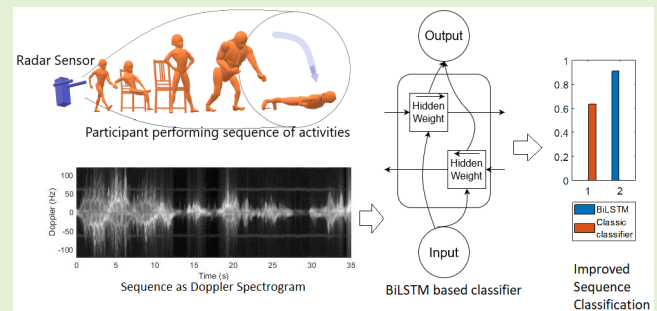 Radar Sensor
Participant performing sequence of activities
Doppler (Hz)
100
50
0
-50
-100
0 5 10 15 20 25 30 35
Time (s)
Sequence as Doppler Spectrogram
Output
Hidden
Weight
Hidden
Weight
Input
BiLSTM based classifier
1
0.8
0.6
0.4
0.2
0
1 2
BiLSTM
Classic
classifier
Improved
Sequence
Classification